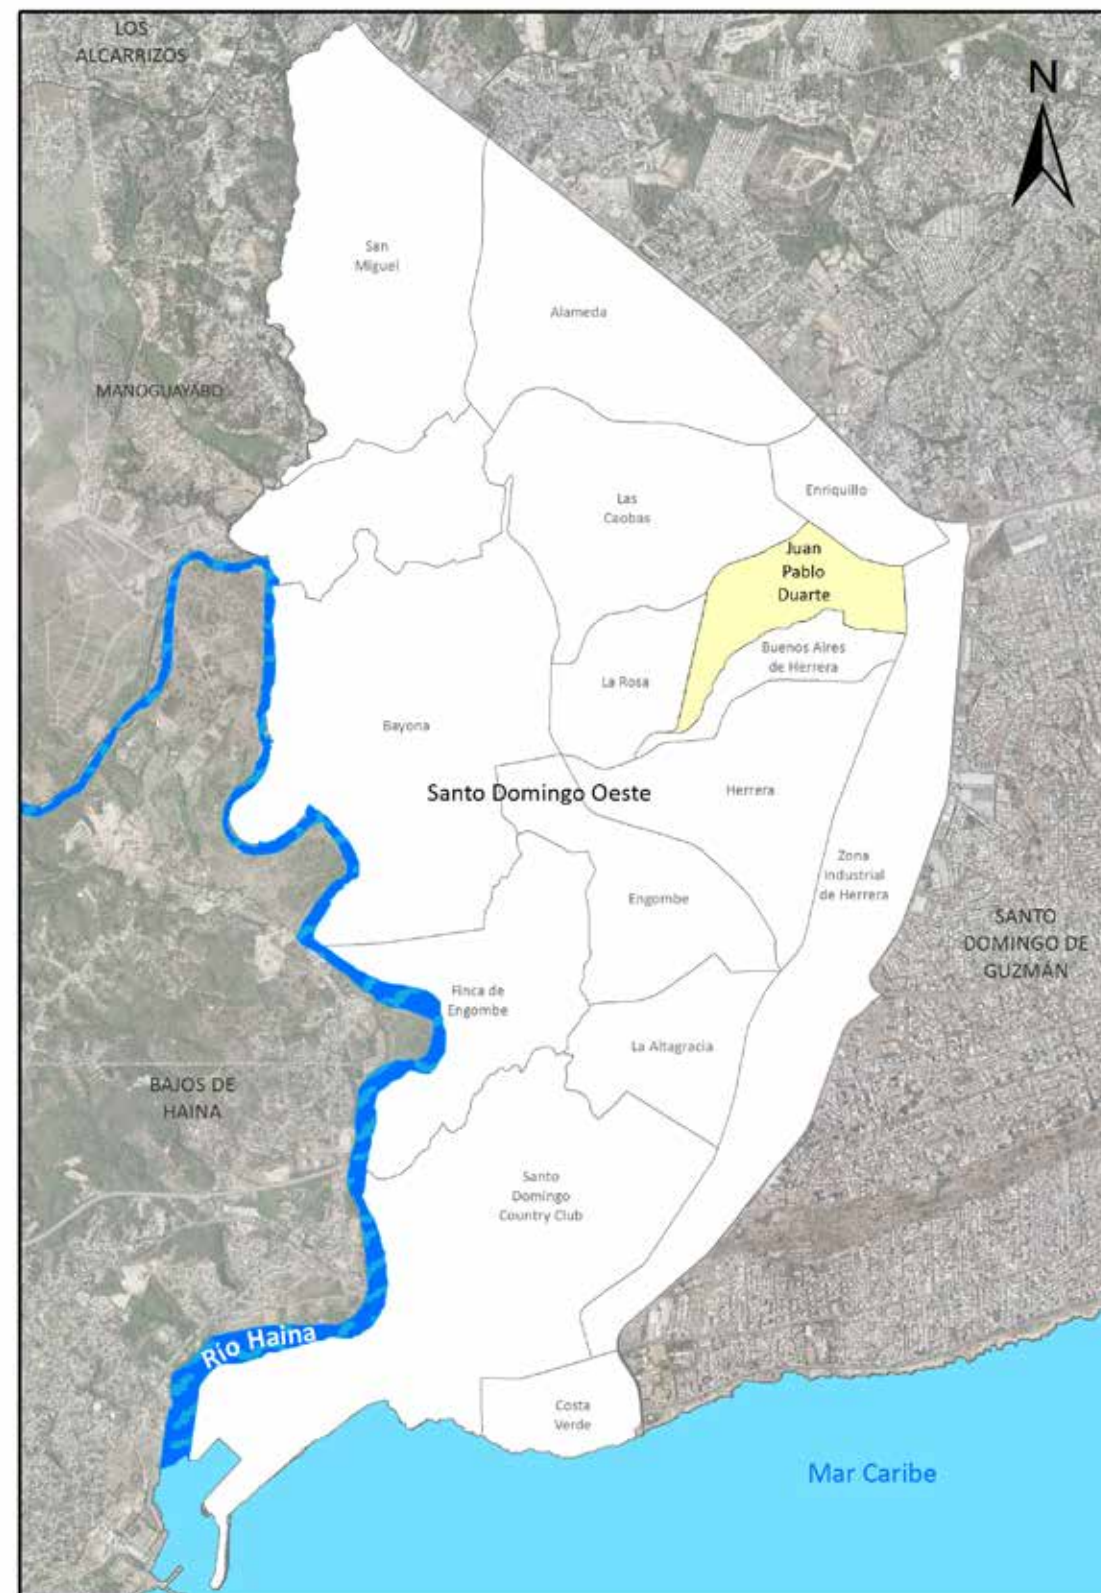 LOS
ALCARRIZOS
N
San
Miguel
Alameda
MANOGUAYABO
Las
Caobas
Enriquillo
Juan
Pablo
Duarte
Buenos Aires
de Herrera
La Rosa
Bayona
Santo Domingo Oeste
Herrera
Zona
Industrial
de Herrera
Engombe
SANTO
DOMINGO DE
GUZMÁN
Finca de
Engombe
La Altagracia
BAJOS DE
HAINA
Santo
Domingo
Country Club
Río Haina
Costa
Verde
Mar Caribe